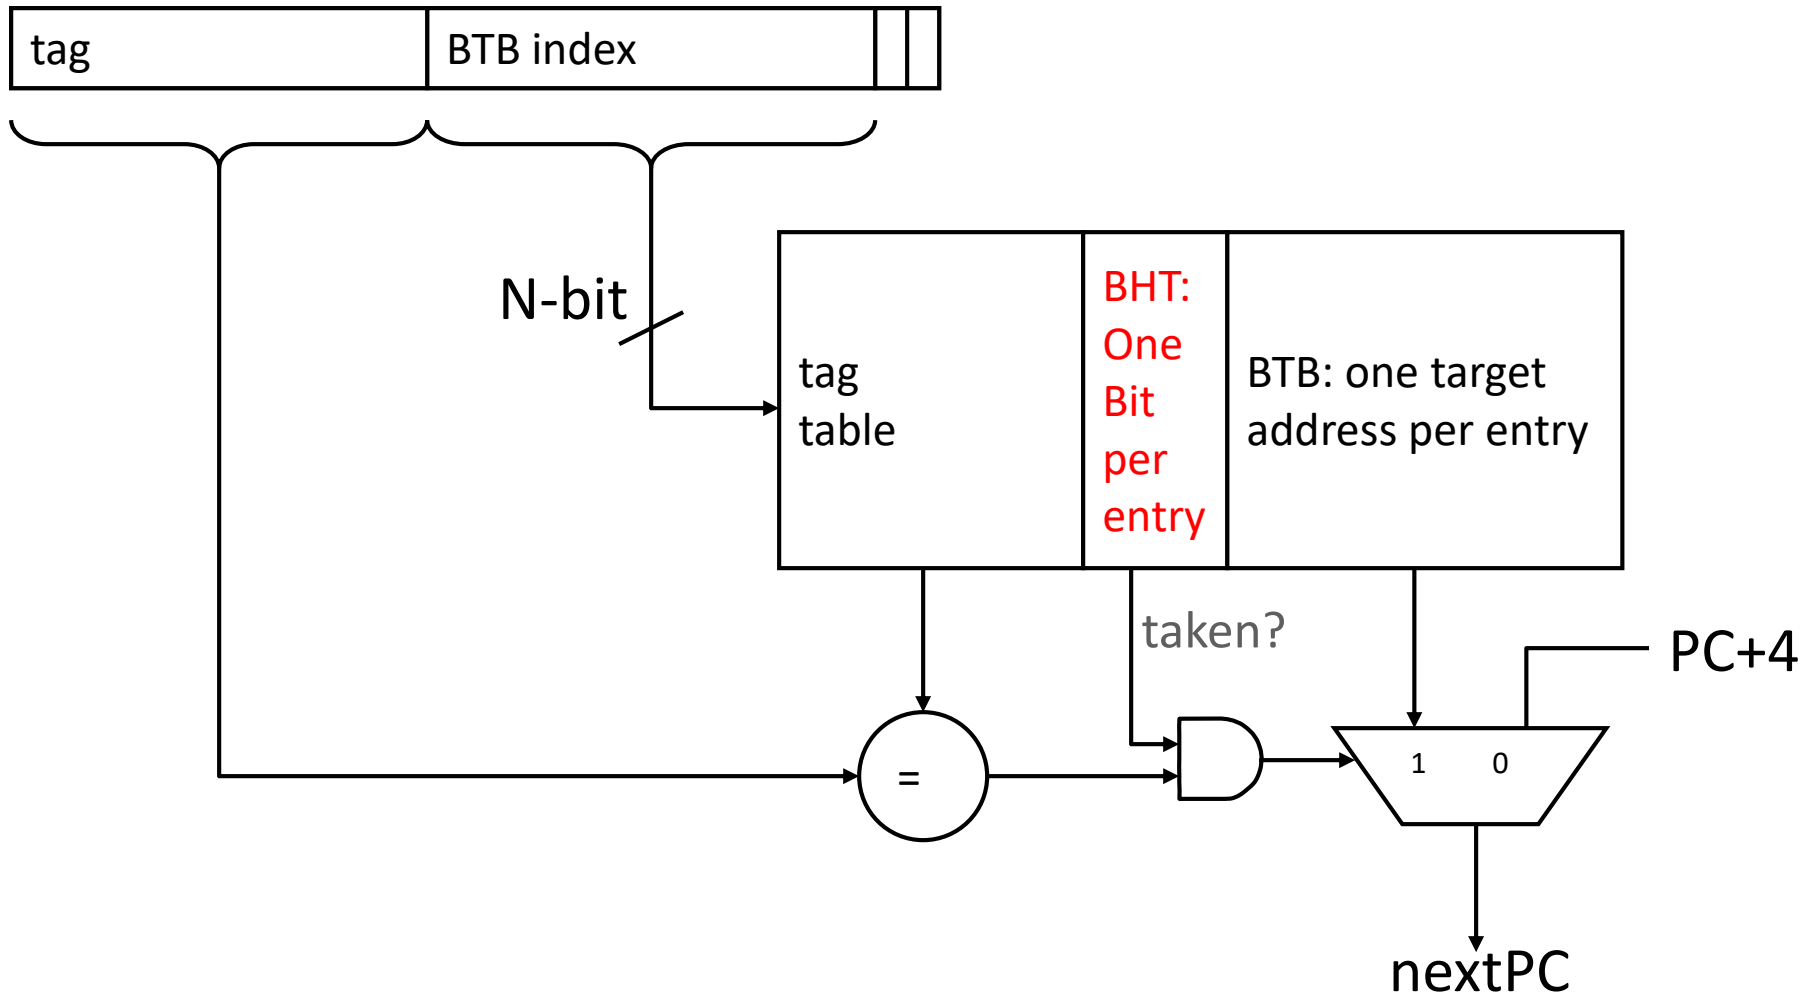 tag
BTB index
N-bit
tag
table
BHT:
One
Bit
per
entry
BTB: one target
address per entry
taken?
PC+4
=
1
0
nextPC